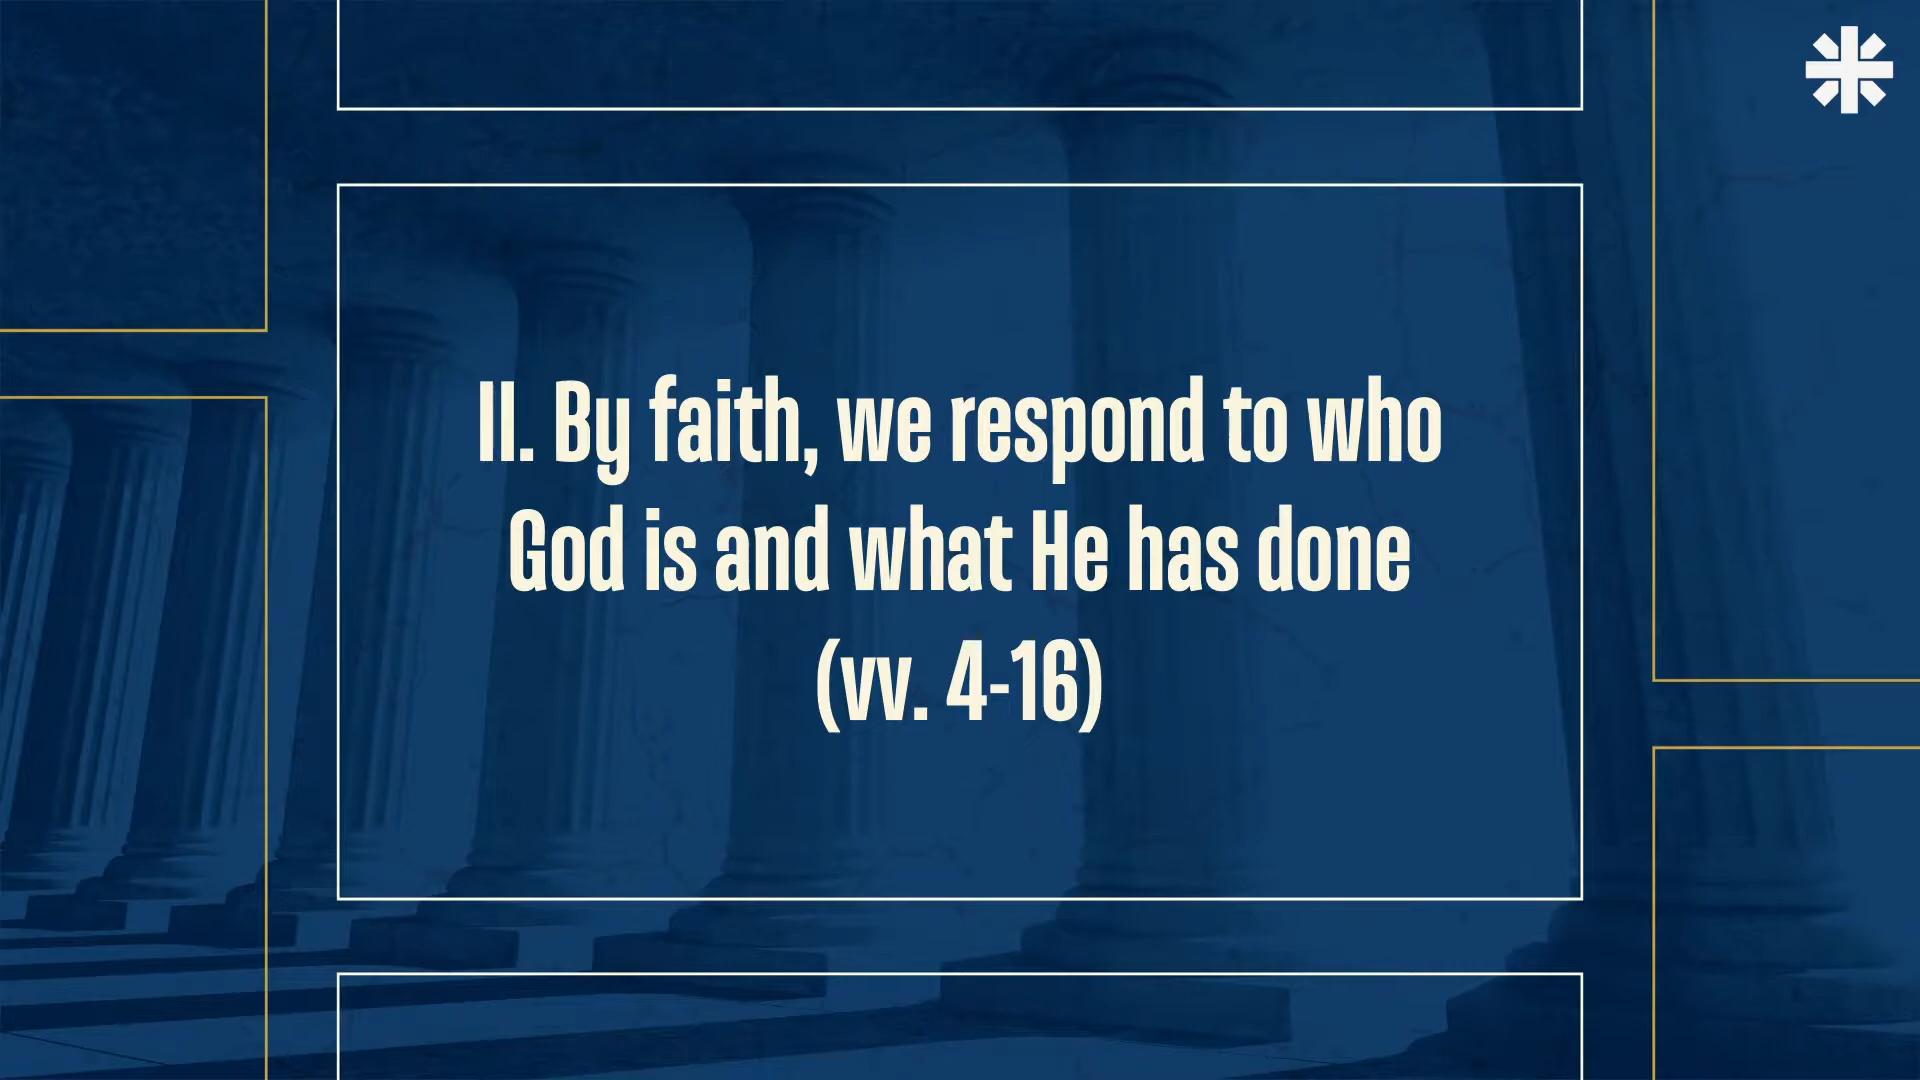 II. By faith, we respond to who
God is and what He has done
(vv. 4-16)